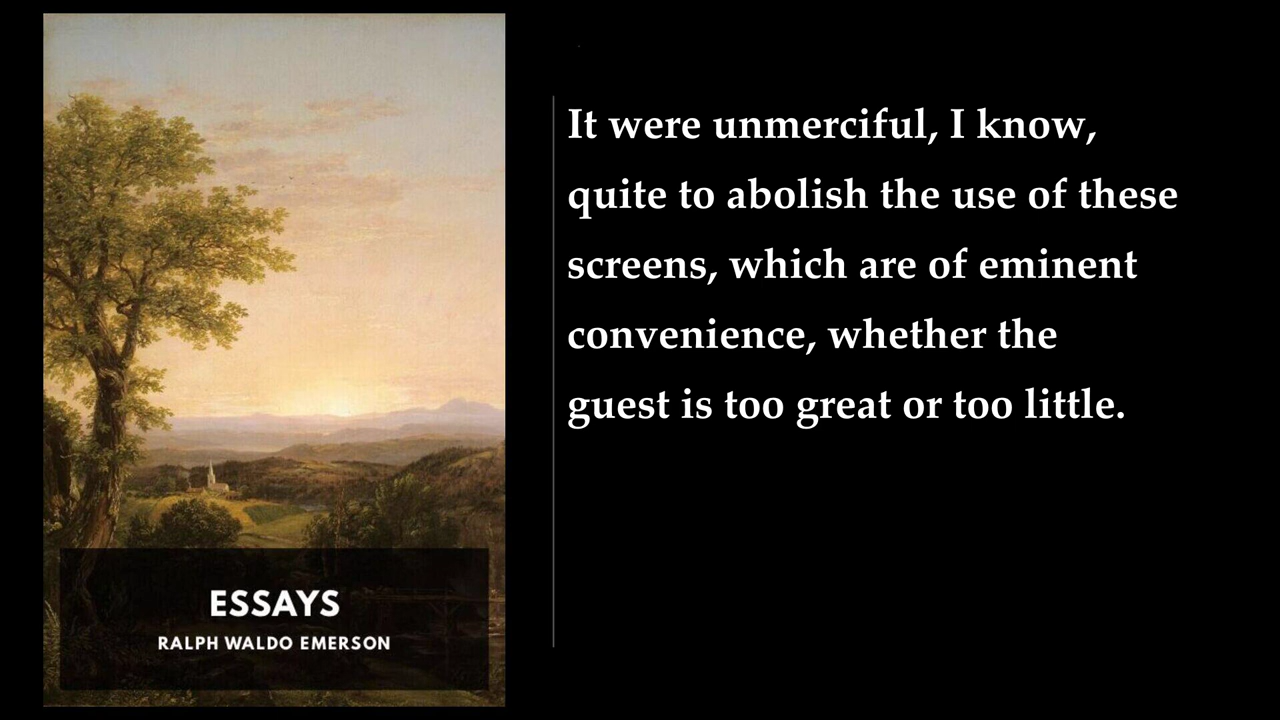 ESSAYS
RALPH WALDO EMERSON
It were unmerciful, I know,
quite to abolish the use of these
screens, which are of eminent
convenience, whether the
guest is too great or too little.